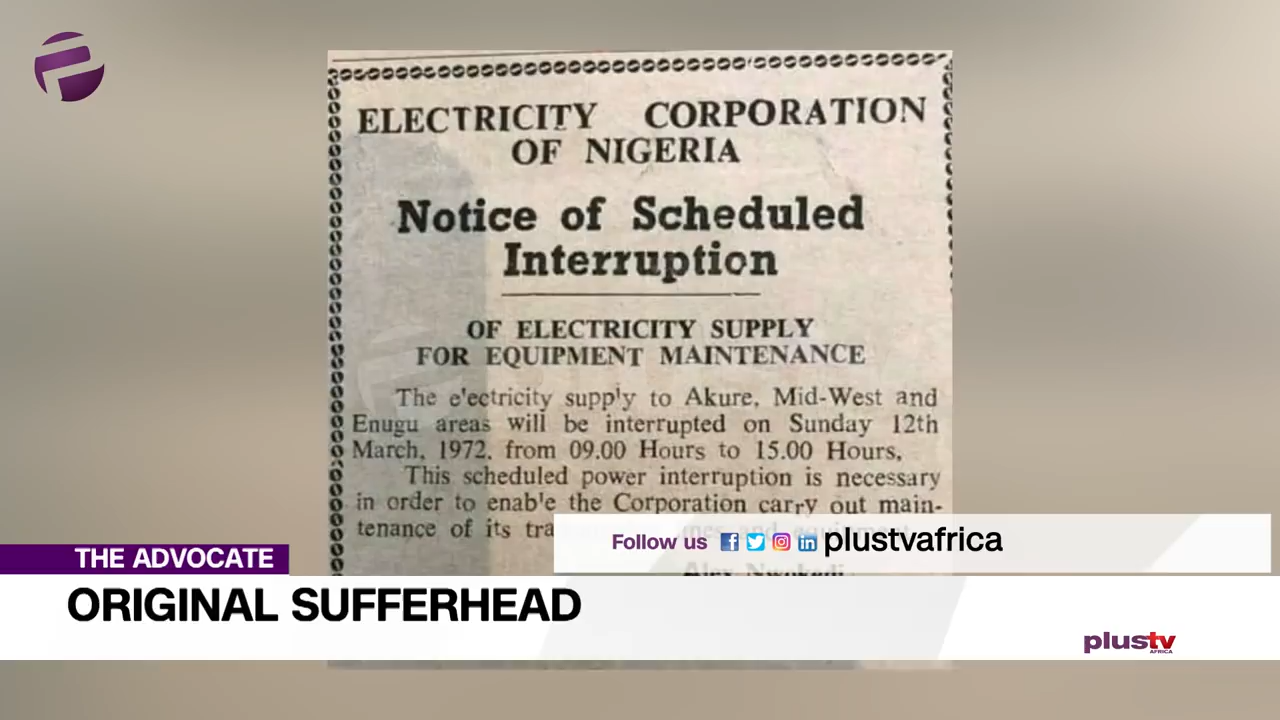 ELECTRICITY CORPORATION
OF NIGERIA
Notice of Scheduled
Interruption
OF ELECTRICITY SUPPLY
FOR EQUIPMENT MAINTENANCE
The e'ectricity supp'y to Akure, Mid-West and
Enugu areas will be interrupted on Sunday 12th
March, 1972, from 09.00 Hours to 15.00 Hours,
This scheduled power interruption is necessary
in order to enab'e the Corporation carry out main-
tenance of its
Follow us plustvafrica
THE ADVOCATE
ORIGINAL SUFFERHEAD
plustv
AFRICA